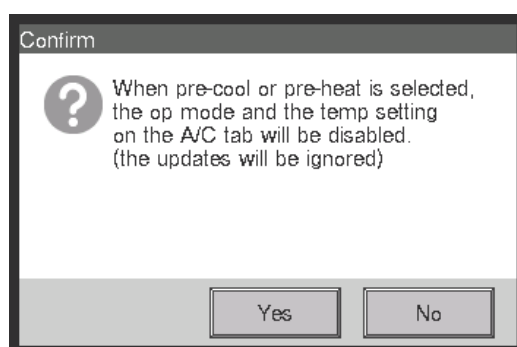 Confirm
When pre-cool or pre-heat is selected,
the op mode and the temp setting
on the A/C tab will be disabled.
(the updates will be ignored)
Yes
No